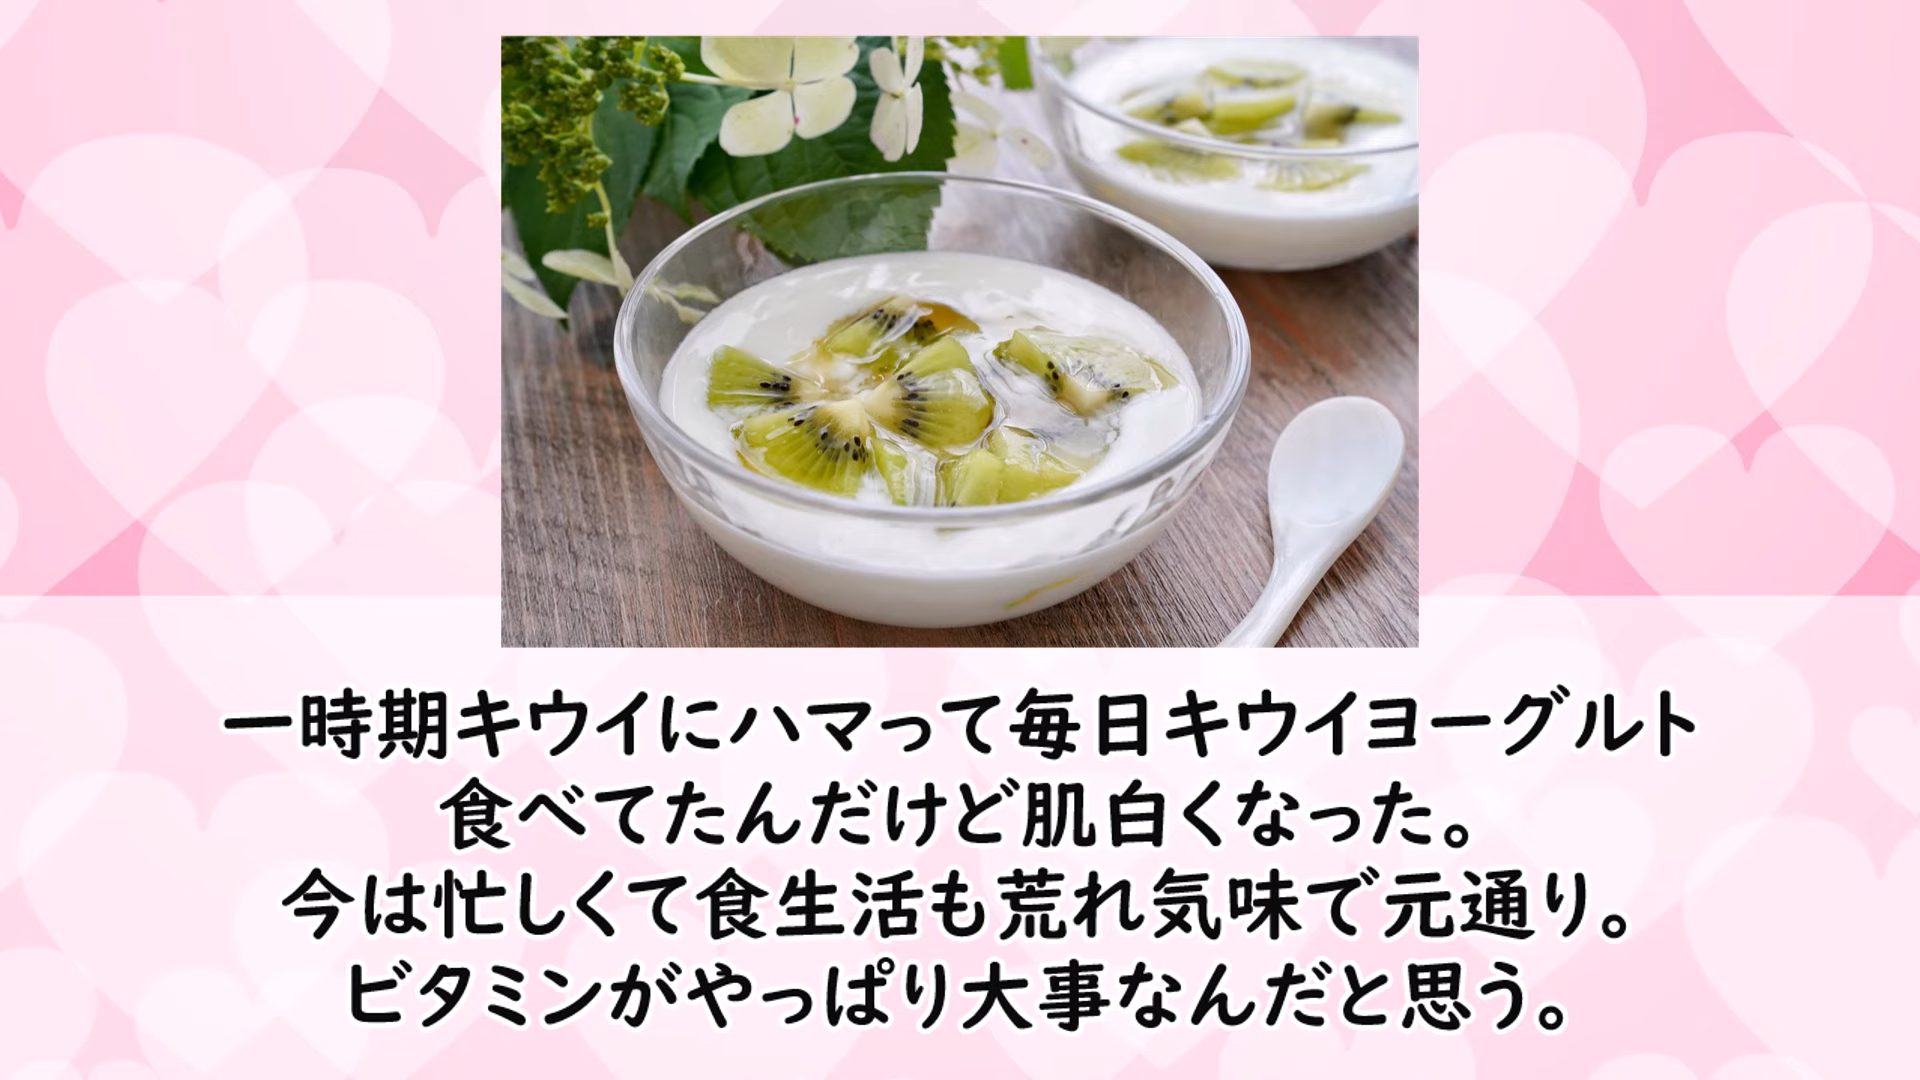 一時期キウイにハマって毎日キウイヨーグルト
食べてたんだけど肌白くなった。
今は忙しくて食生活も荒れ気味で元通り。
ビタミンがやっぱり大事なんだと思う。